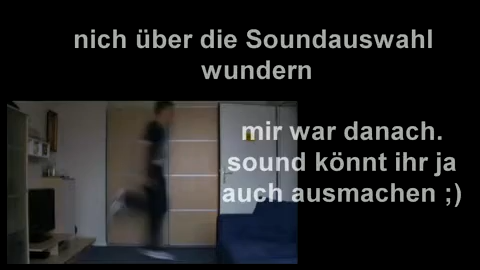 nich über die Soundauswahl
wundern
mir war danach.
sound könnt ihr ja
auch ausmachen ;)